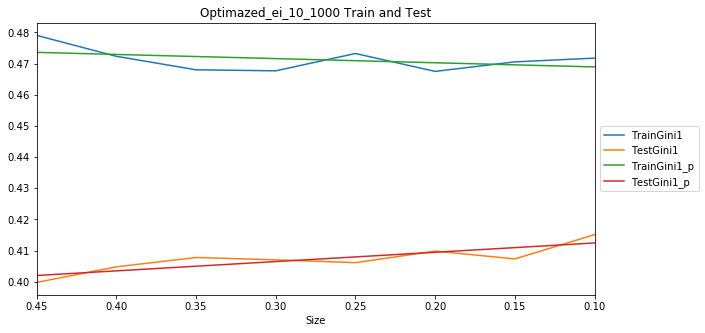 Optimazed_ei_10_1000 Train and Test
0.48
0.47
0.46
0.45
0.44
0.43
0.42
0.41
0.40
0.45 0.40 0.35 0.30 0.25 0.20 0.15 0.10
Size
TrainGini1
TestGini1
TrainGini1_p
TestGini1_p